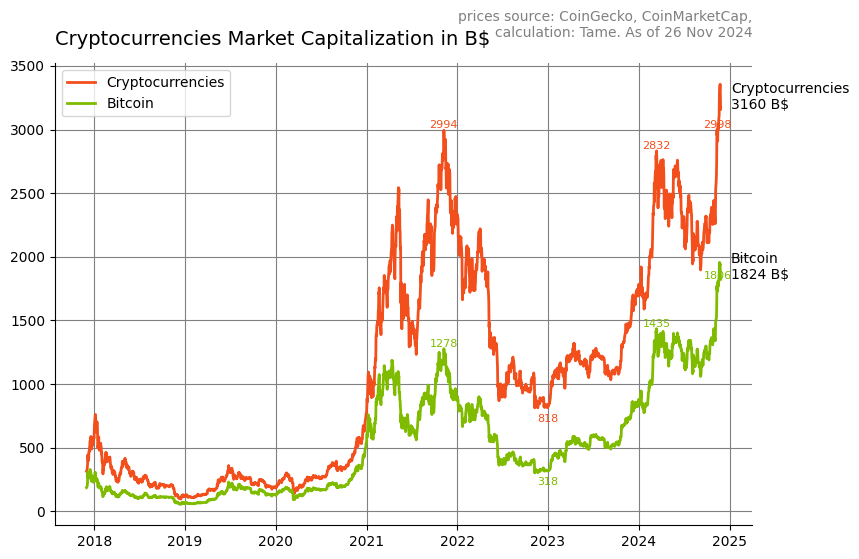 prices source: CoinGecko, CoinMarketCap,
calculation: Tame. As of 26 Nov 2024
Cryptocurrencies Market Capitalization in B$
Cryptocurrencies
Bitcoin
3500
3000
2500
2000
1500
1000
500
0
2994
2832
2998
Cryptocurrencies
3160 B$
1278
1435
Bitcoin
1824 B$
818
318
2018
2019
2020
2021
2022
2023
2024
2025